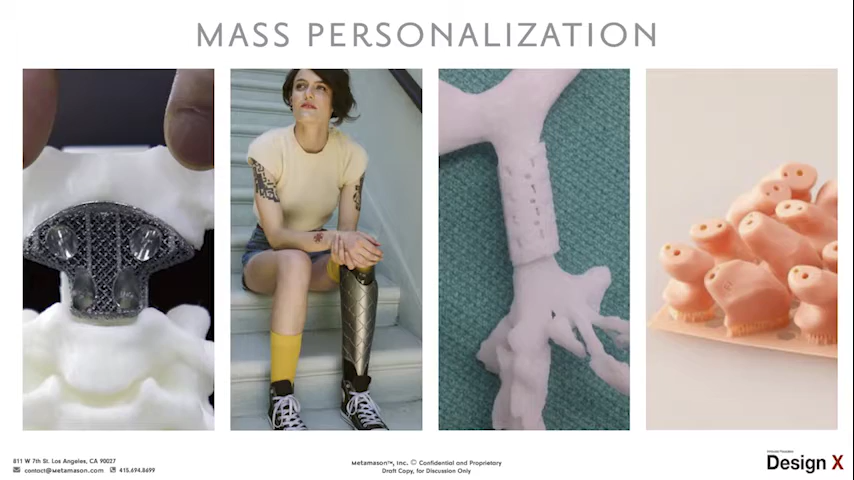 MASS PERSONALIZATION
811 W 7th St. Los Angeles, CA 90027
contact@Metamason.com 415.694.8699
Metamason™, Inc. © Confidential and Proprietary
Draft Copy, for Discussion Only
Design X